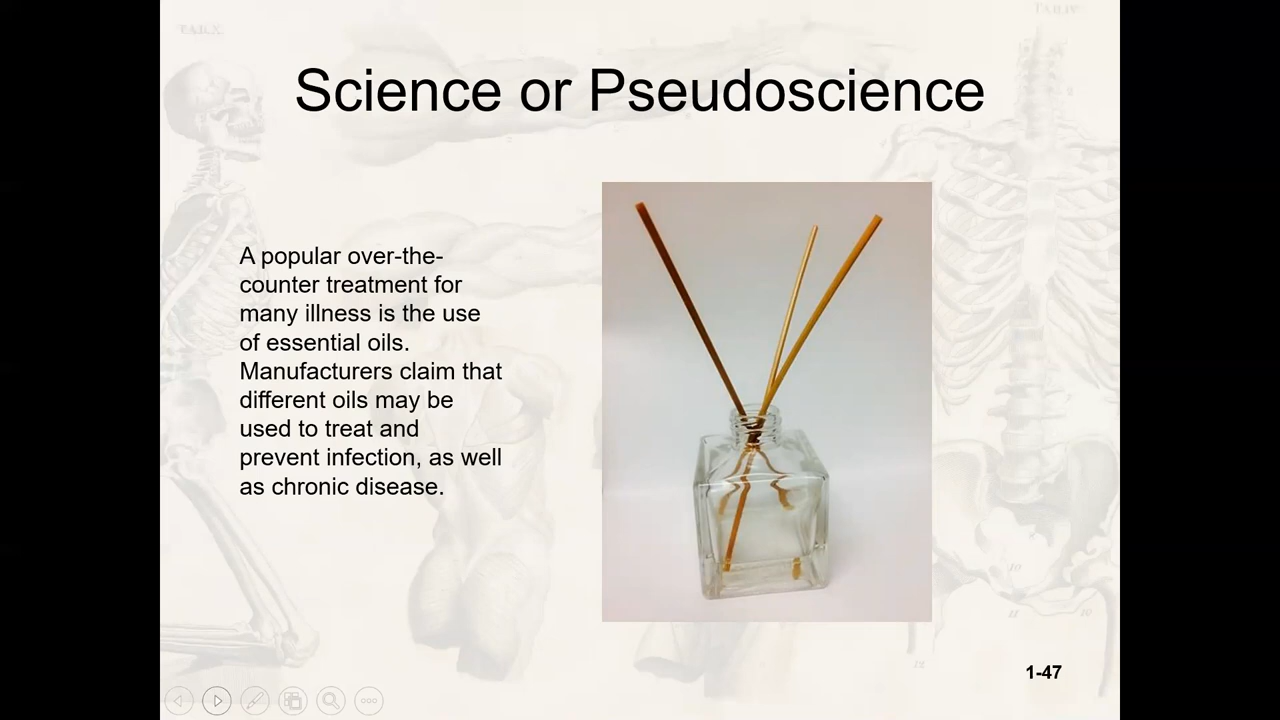 Science or Pseudoscience
A popular over-the-
counter treatment for
many illness is the use
of essential oils.
Manufacturers claim that
different oils may be
used to treat and
prevent infection, as well
as chronic disease.
1-47